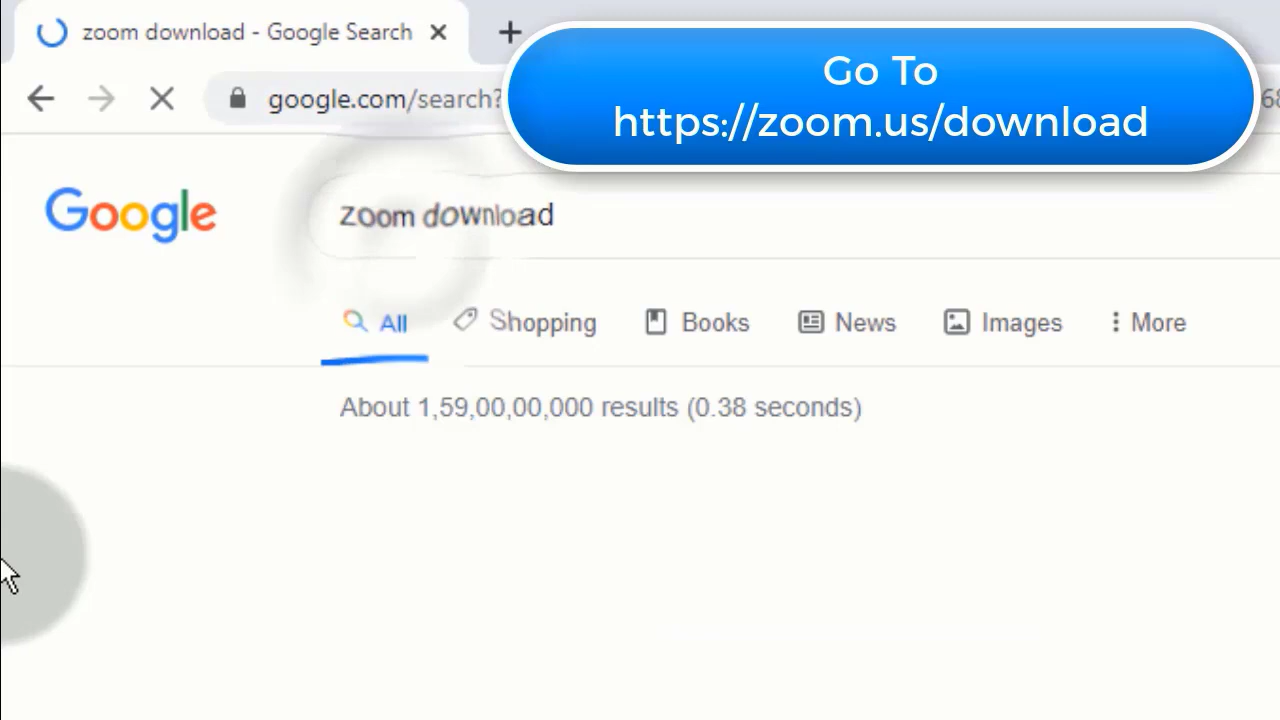 zoom download - Google Search
Go To
https://zoom.us/download
google.com/search?
68
Google
zoom download
All Shopping Books News Images More
About 1,59,00,00,000 results (0.38 seconds)